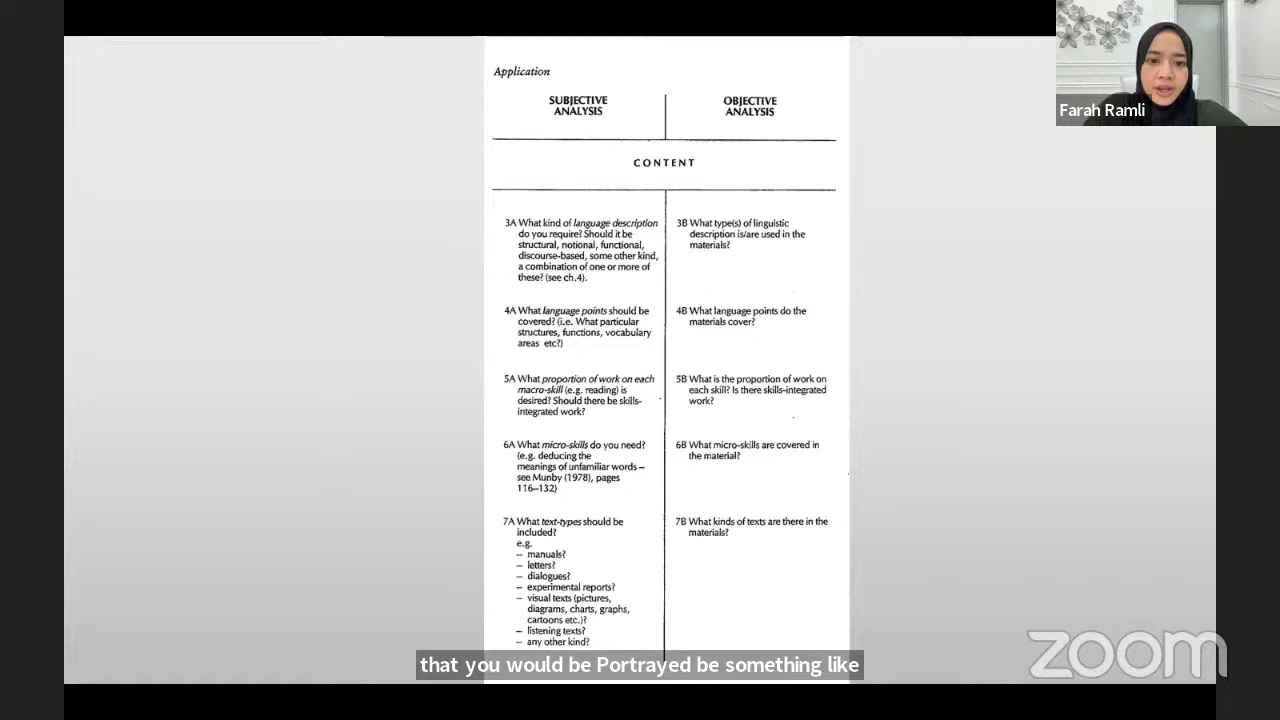 Application
SUBJECTIVE
ANALYSIS
OBJECTIVE
ANALYSIS
CONTENT
3A What kind of language description
do you require? Should it be
structural, notional, functional,
discourse-based, some other kind,
a combination of one or more of
these? (see ch.4).
3B What type(s) of linguistic
description is/are used in the
materials?
4A What language points should be
covered? (i.e. What particular
structures, functions, vocabulary
areas etc?)
4B What language points do the
materials cover?
5A What proportion of work on each
macro-skill (e.g. reading) is
desired? Should there be skills-
integrated work?
5B What is the proportion of work on
each skill? Is there skills-integrated
work?
6A What micro-skills do you need?
(e.g. deducing the
meanings of unfamiliar words –
see Munby (1978), pages
116–132)
6B What micro-skills are covered in
the material?
7A What text-types should be
included?
e.g.
– manuals?
– letters?
– dialogues?
– experimental reports?
– visual texts (pictures,
diagrams, charts, graphs,
cartoons etc.)?
– listening texts?
– any other kind?
7B What kinds of texts are there in the
materials?
Farah Ramli
that you would be Portrayed be something like
zoom